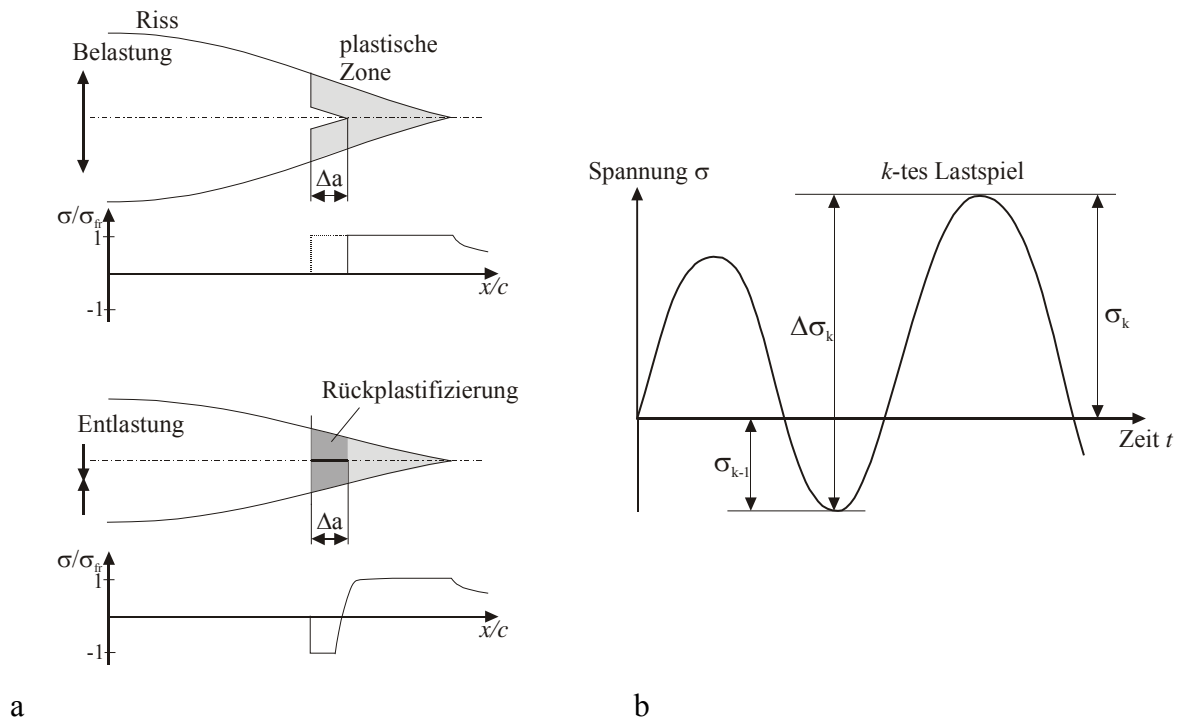 Riss
Belastung
plastische
Zone
Δa
σ/σfr
1
-1
x/c
Rückplastifizierung
Entlastung
Δa
σ/σfr
1
-1
x/c
a
Spannung σ
k-tes Lastspiel
Δσk
σk
σk-1
Zeit t
b